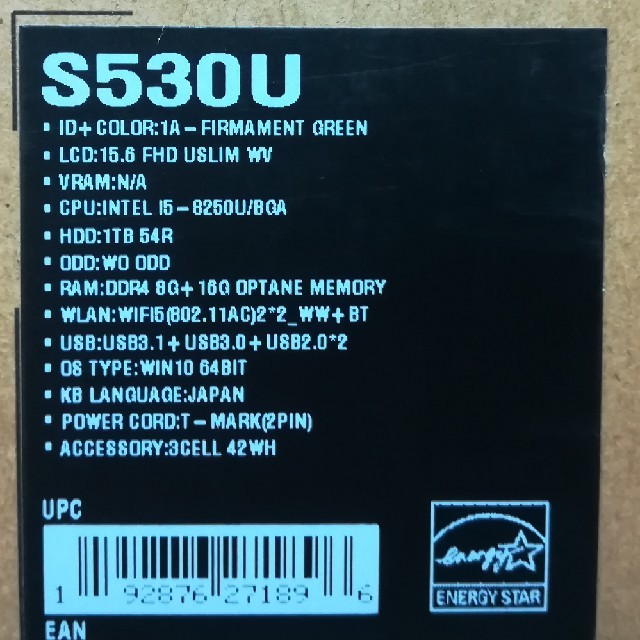 S530U
▪ ID+ COLOR:1A-FIRMAMENT GREEN
▪ LCD:15.6 FHD USLIM WV
▪ VRAM:N/A
▪ CPU:INTEL I5-8250U/BGA
▪ HDD:1TB 54R
▪ ODD:WO ODD
▪ RAM:DDR4 8G+ 16G OPTANE MEMORY
▪ WLAN:WIFI5(802.11AC)2*2_WW+BT
▪ USB:USB3.1+ USB3.0+ USB2.0*2
▪ OS TYPE:WIN10 64BIT
▪ KB LANGUAGE:JAPAN
▪ POWER CORD:T-MARK(2PIN)
▪ ACCESSORY:3CELL 42WH
UPC
1 92876 27189 6
energy
ENERGY STAR
EAN